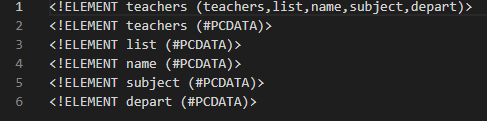 1 <!ELEMENT teachers (teachers,list,name,subject,depart)>
2 <!ELEMENT teachers (#PCDATA)>
3 <!ELEMENT list (#PCDATA)>
4 <!ELEMENT name (#PCDATA)>
5 <!ELEMENT subject (#PCDATA)>
6 <!ELEMENT depart (#PCDATA)>